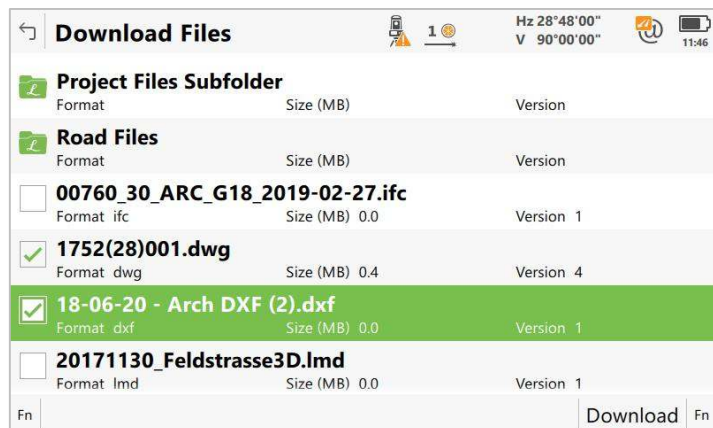 Download Files
1
Hz 28°48'00"
V 90°00'00"
11:46
Project Files Subfolder
Format Size (MB) Version
Road Files
Format Size (MB) Version
00760_30_ARC_G18_2019-02-27.ifc
Format ifc Size (MB) 0.0 Version 1
1752(28)001.dwg
Format dwg Size (MB) 0.4 Version 4
18-06-20 - Arch DXF (2).dxf
Format dxf Size (MB) 0.0 Version 1
20171130_Feldstrasse3D.lmd
Format lmd Size (MB) 0.0 Version 1
Fn Download Fn